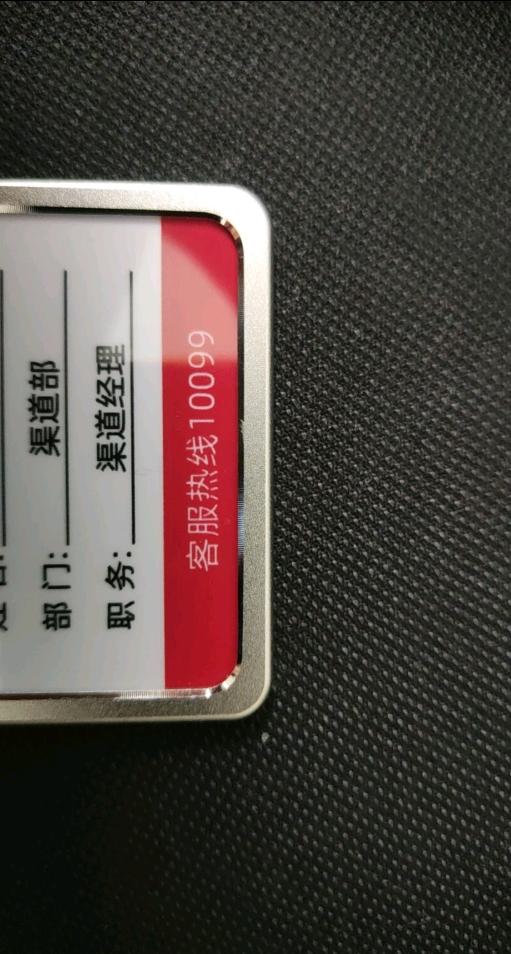 部 门: 渠道部
职 务: 渠道经理
客服热线10099